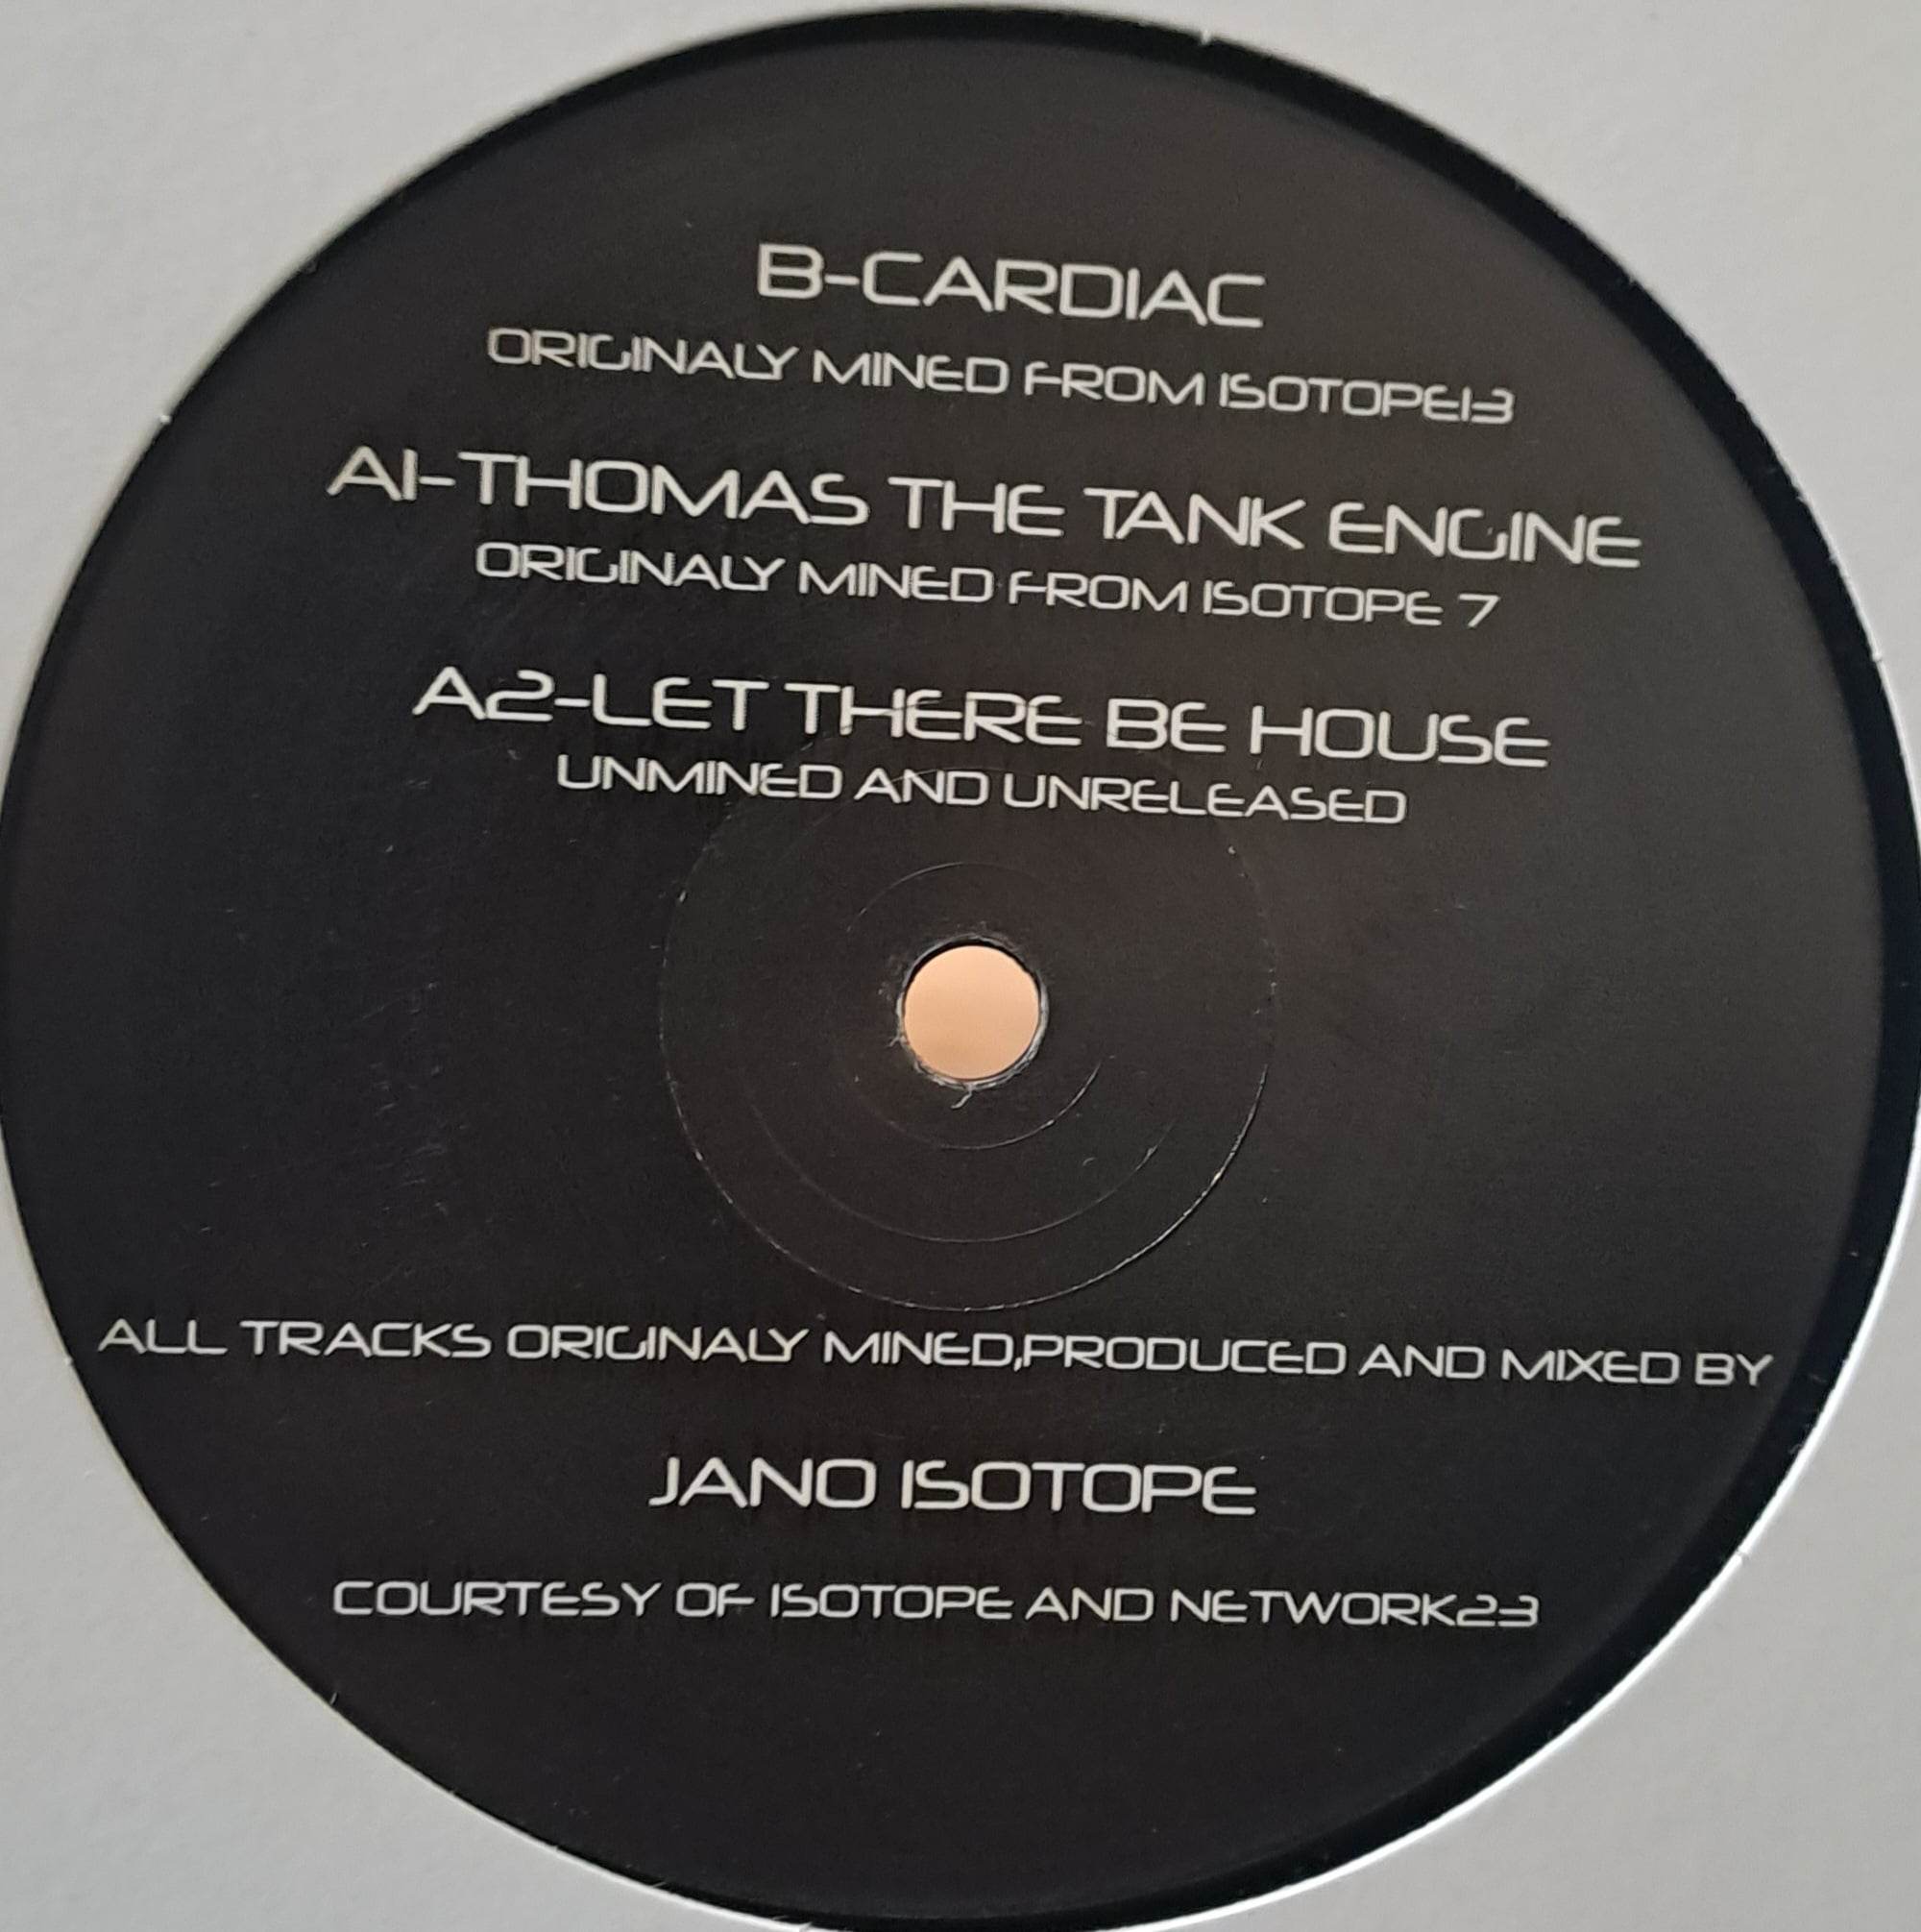 B-CARDIAC
ORIGINALY MINED FROM ISOTOPE13
A1-THOMAS THE TANK ENGINE
ORIGINALY MINED FROM ISOTOPE 7
A2-LET THERE BE HOUSE
UNMINED AND UNRELEASED
ALL TRACKS ORIGINALY MINED,PRODUCED AND MIXED BY
JANO ISOTOPE
COURTESY OF ISOTOPE AND NETWORK23